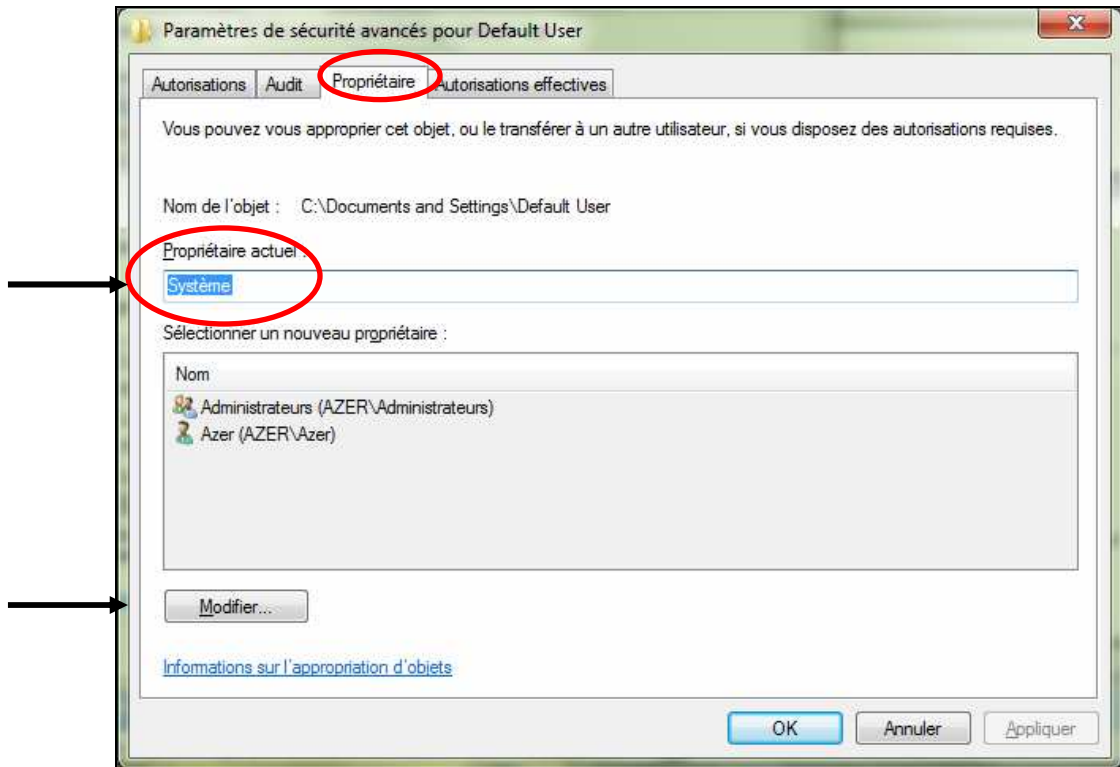 Paramètres de sécurité avancés pour Default User
Autorisations Audit Propriétaire Autorisations effectives
Vous pouvez vous approprier cet objet, ou le transférer à un autre utilisateur, si vous disposez des autorisations requises.
Nom de l'objet : C:\Documents and Settings\Default User
Propriétaire actuel :
Système
Sélectionner un nouveau propriétaire :
Nom
Administrateurs (AZER\Administrateurs)
Azer (AZER\Azer)
Modifier...
Informations sur l'appropriation d'objets
OK Annuler Appliquer